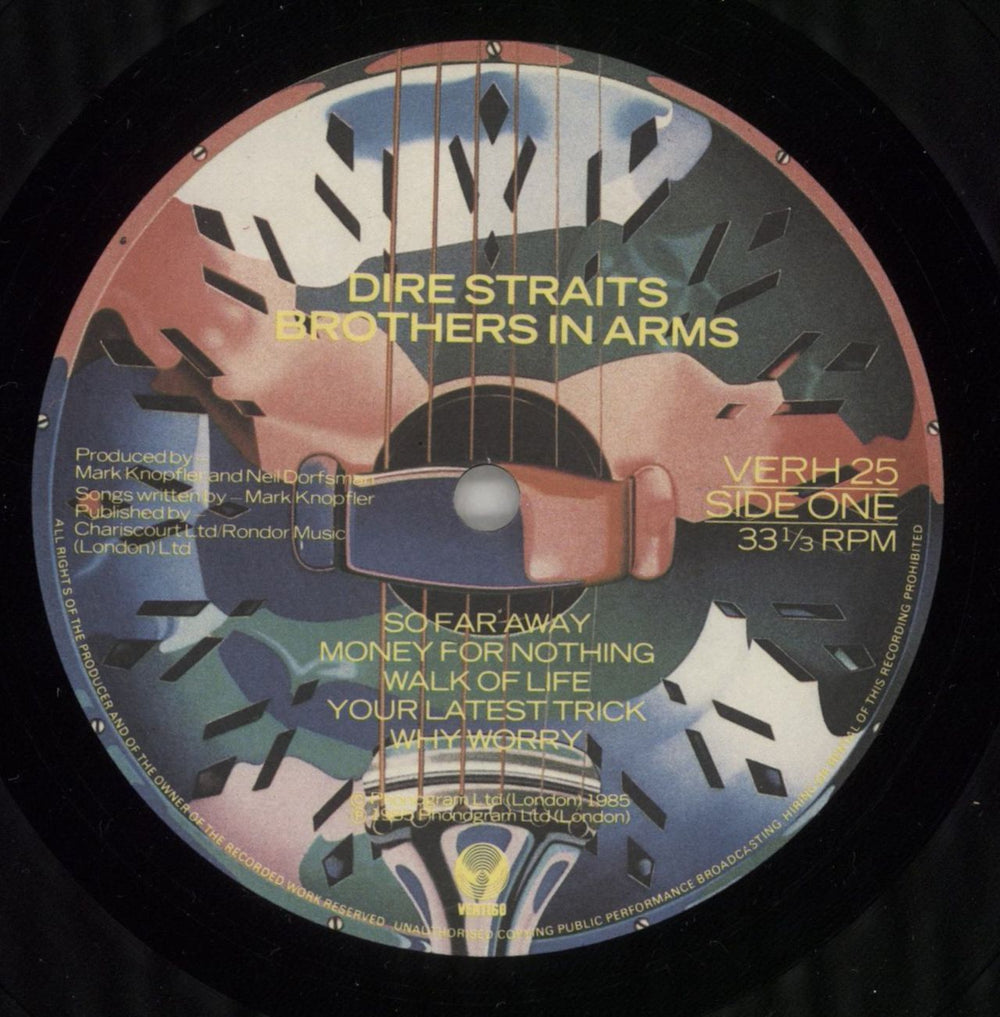 DIRE STRAITS
BROTHERS IN ARMS
Produced by –
Mark Knopfler and Neil Dorfsman
Songs written by – Mark Knopfler
Published by –
Chariscourt Ltd/Rondor Music
(London) Ltd
VERH 25
SIDE ONE
33⅓ RPM
SO FAR AWAY
MONEY FOR NOTHING
WALK OF LIFE
YOUR LATEST TRICK
WHY WORRY
© Phonogram Ltd (London) 1985
℗ 1985 Phonogram Ltd (London)
VERTIGO
ALL RIGHTS OF THE PRODUCER AND OF THE OWNER OF THE RECORDED WORK RESERVED UNAUTHORISED COPYING PUBLIC PERFORMANCE BROADCASTING, HIRING OR RENTAL OF THIS RECORDING PROHIBITED